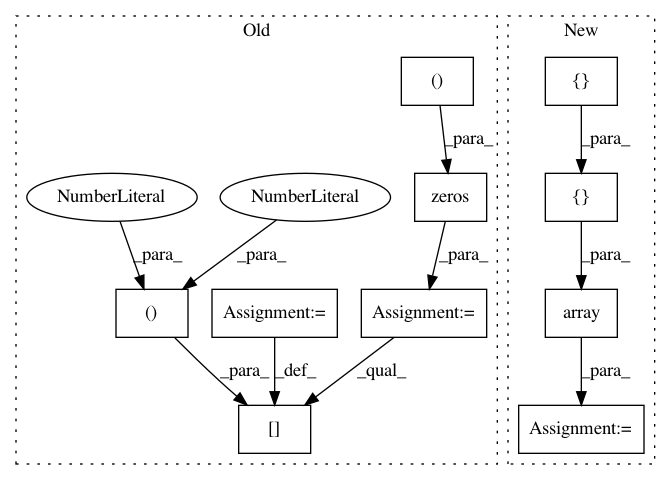 Old
New
()
{}
_para_
_para_
NumberLiteral
NumberLiteral
zeros
{}
_para_
_para_
_para_
_para_
()
Assignment:=
Assignment:=
array
_para_
_def_
_qual_
_para_
[]
Assignment:=